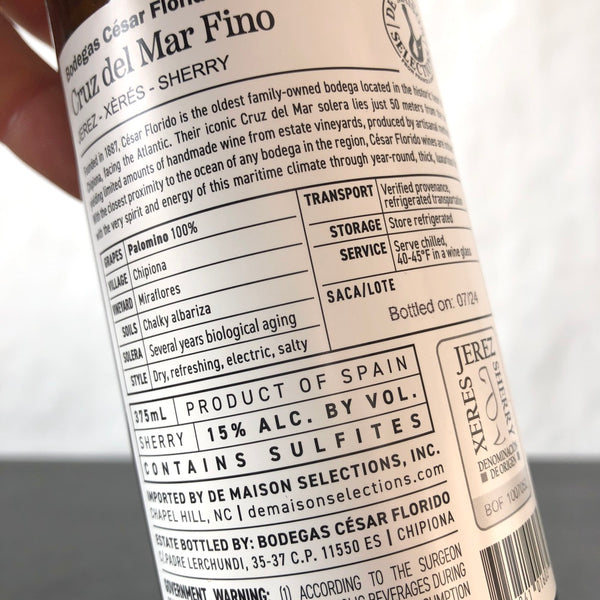 Bodegas César Florido
Cruz del Mar Fino
JEREZ - XÈRÉS - SHERRY
SELECTION
Founded in 1887, César Florido is the oldest family-owned bodega located in the historic
Chipiona, facing the Atlantic. Their iconic Cruz del Mar solera lies just 50 meters from the
yielding limited amounts of handmade wine from estate vineyards, produced by artisanal
With the closest proximity to the ocean of any bodega in the region, César Florido wines are
with the very spirit and energy of this maritime climate through year-round, thick,
GRAPES Palomino 100%
VILLAGE Chipiona
VINEYARD Miraflores
SOILS Chalky albariza
SOLERA Several years biological aging
STYLE Dry, refreshing, electric, salty
TRANSPORT Verified provenance,
refrigerated transportation
STORAGE Store refrigerated
SERVICE Serve chilled,
40-45°F in a wine glass
SACA/LOTE
Bottled on: 07/24
375mL PRODUCT OF SPAIN
SHERRY 15% ALC. BY VOL.
CONTAINS SULFITES
IMPORTED BY DE MAISON SELECTIONS, INC.
CHAPEL HILL, NC | demaisonselections.com
ESTATE BOTTLED BY: BODEGAS CÉSAR FLORIDO
C/.PADRE LERCHUNDI, 35-37 C.P. 11550 ES | CHIPIONA
GOVERNMENT WARNING: (1) ACCORDING TO THE SURGEON
BEVERAGES DURING
JEREZ
XERES
SHERRY
DENOMINACION
DE ORIGEN